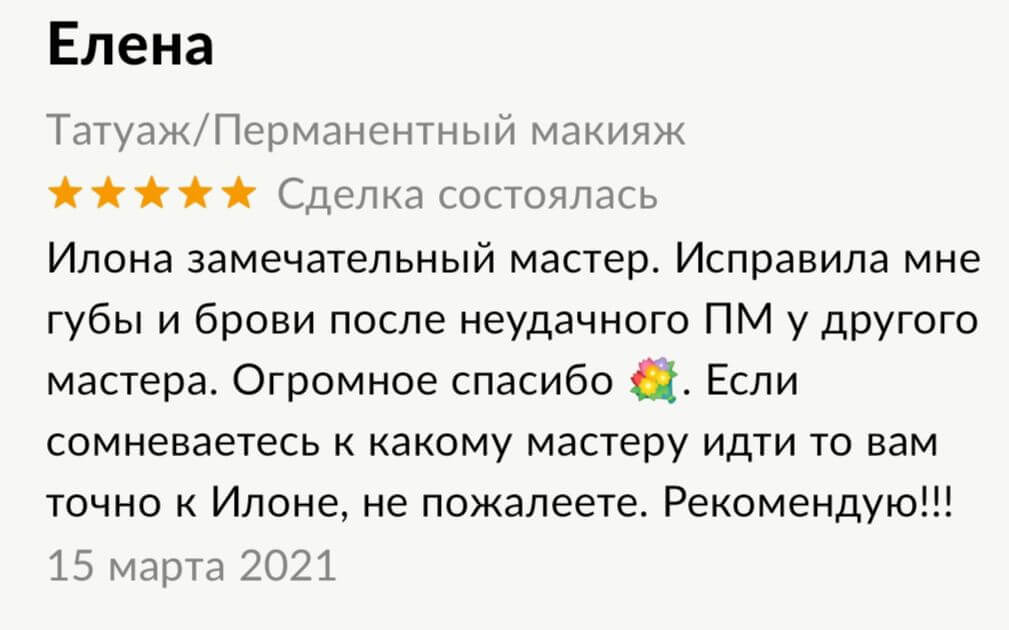 Елена
Татуаж/Перманентный макияж
Сделка состоялась
Илона замечательный мастер. Исправила мне
губы и брови после неудачного ПМ у другого
мастера. Огромное спасибо 💐. Если
сомневаетесь к какому мастеру идти то вам
точно к Илоне, не пожалеете. Рекомендую!!!
15 марта 2021